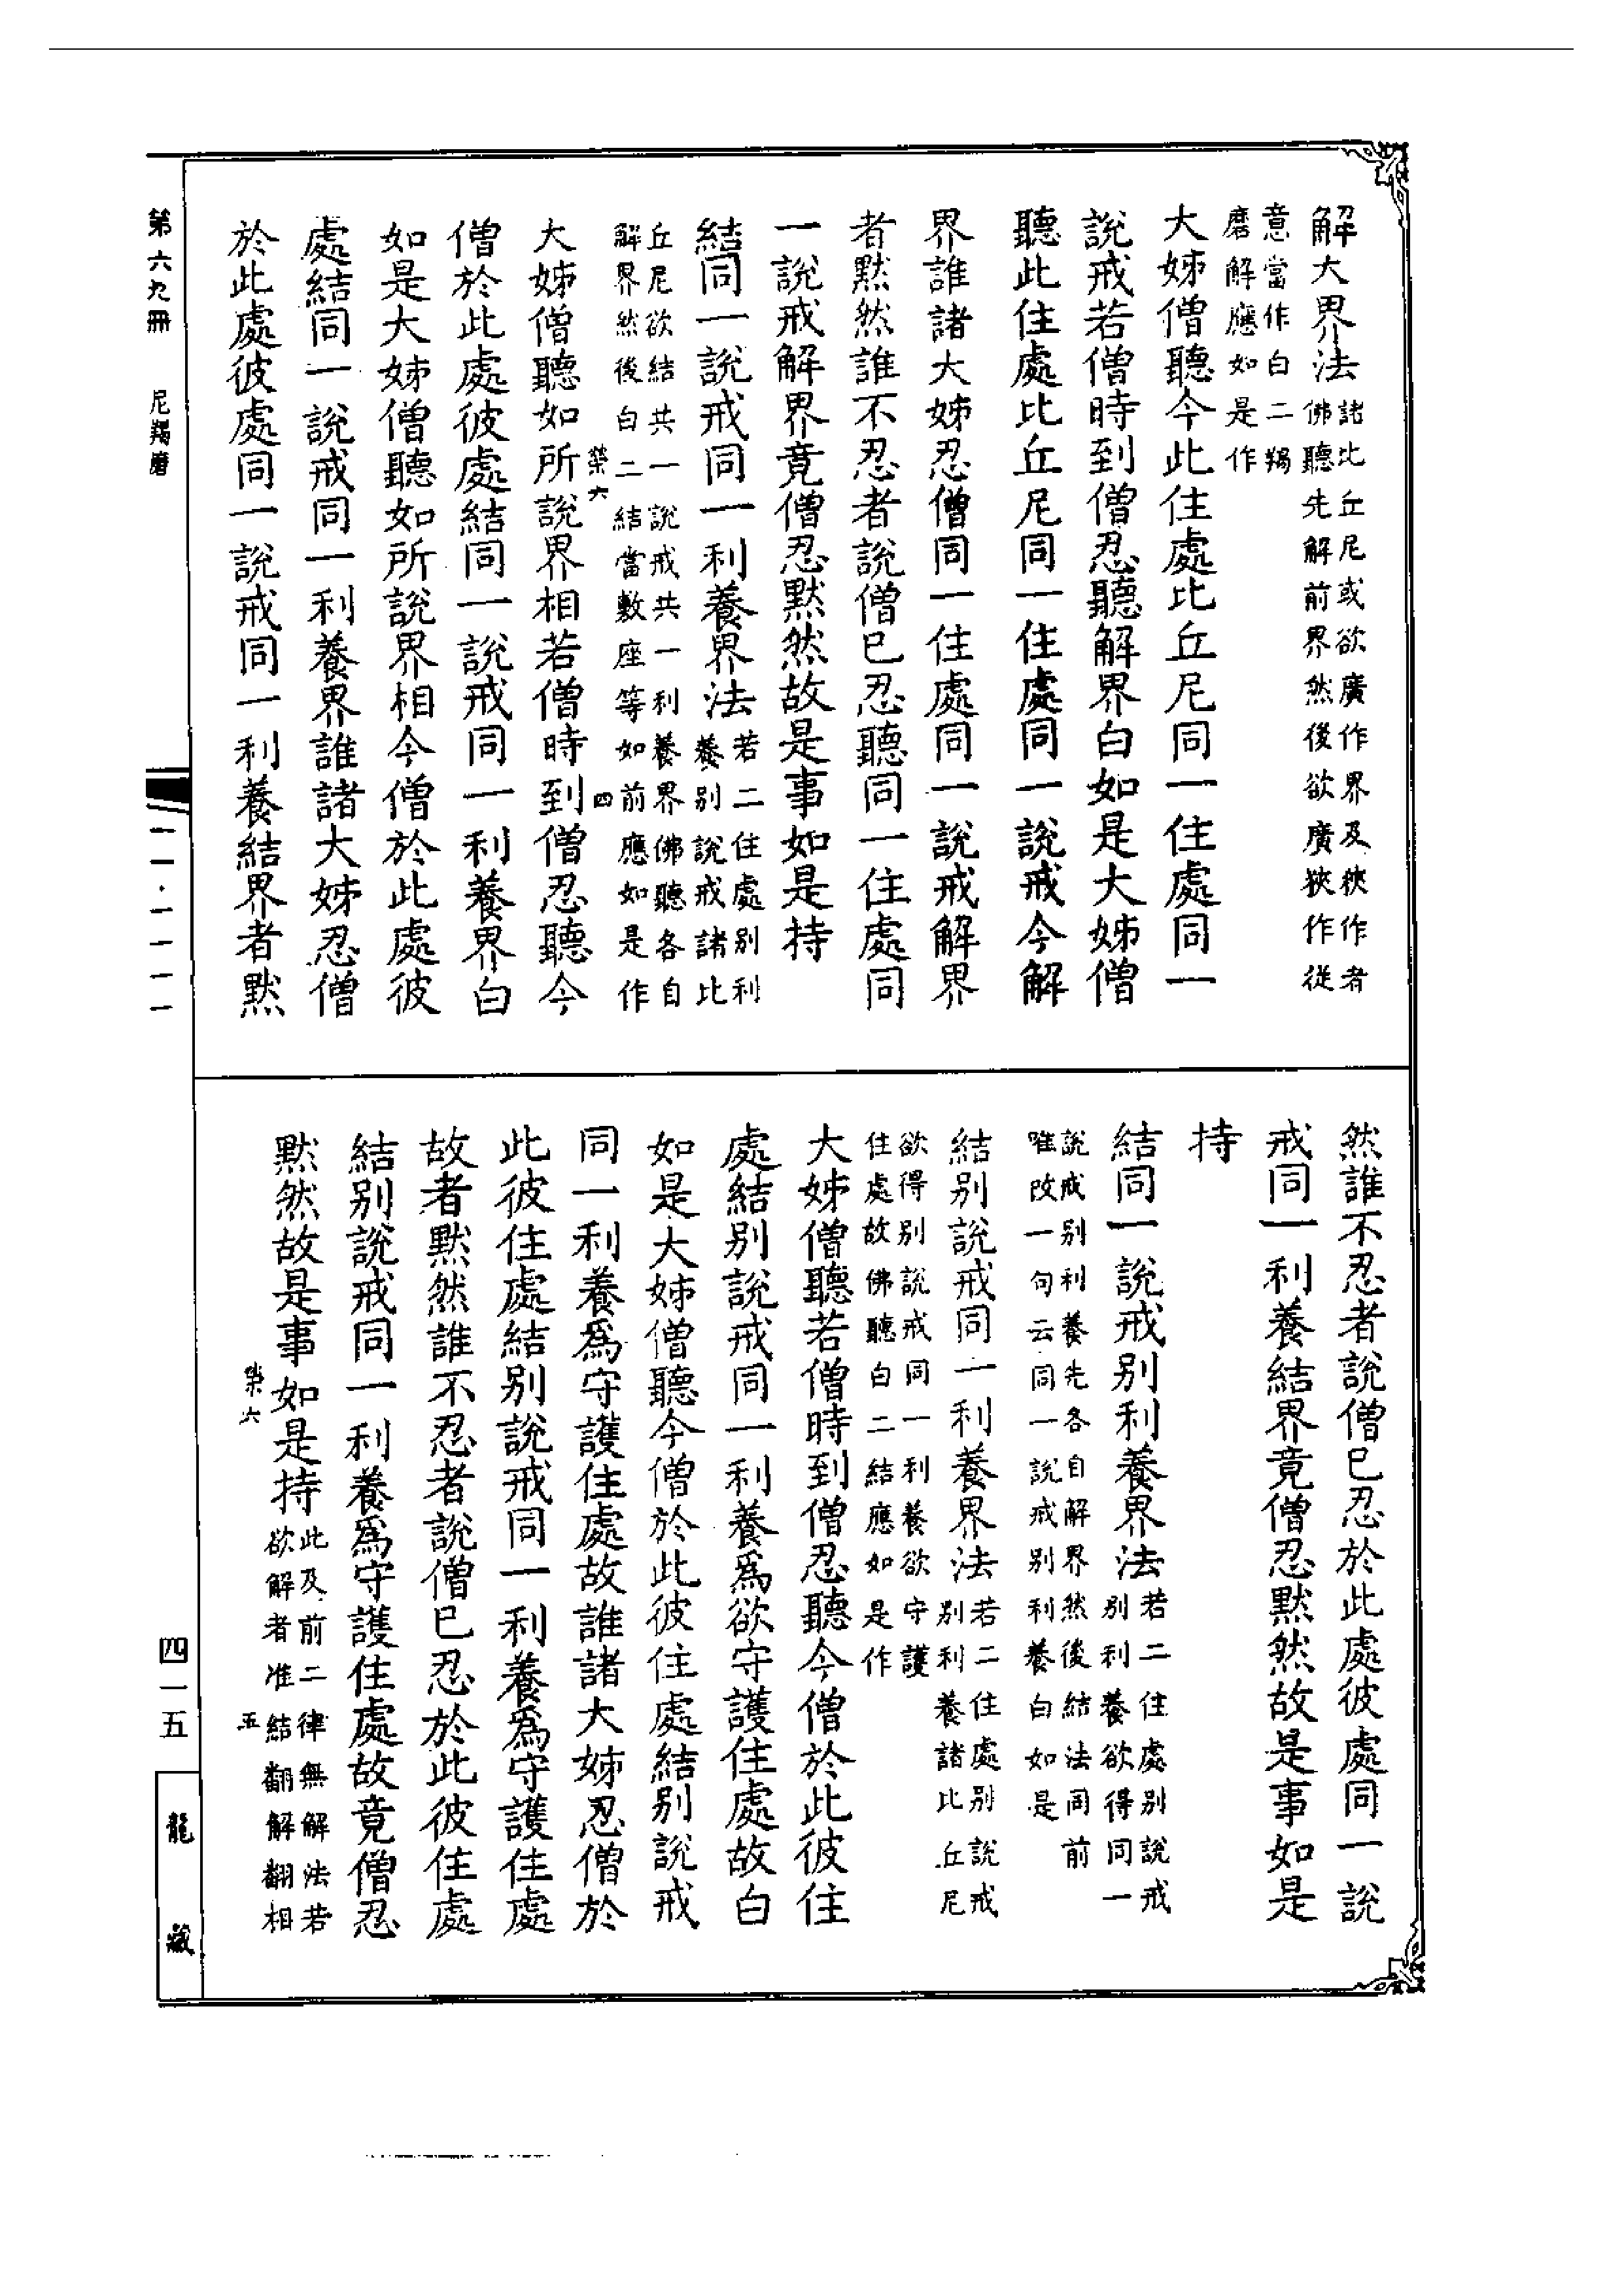 解大界法諸比丘尼或欲廣作界及狹作者佛聽先解前界然後欲廣狹作從
意當作白二羯磨解應如是作
大姊僧聽今此住處比丘尼同一住處同一
說戒若僧時到僧忍聽解界白如是大姊僧
聽此住處比丘尼同一住處同一說戒今解
界誰諸大姊忍僧同一住處同一說戒解界
者默然誰不忍者說僧已忍聽同一住處同
一說戒解界竟僧忍默然故是事如是持
結同一說戒同一利養界法若二住處別利養別說戒諸比
丘尼欲結共一說戒共一利養界佛聽各自解界然後白二結當敷座等如前應如是作
榮六 四
大姊僧聽如所說界相若僧時到僧忍聽今
僧於此處彼處結同一說戒同一利養界白
如是大姊僧聽如所說界相今僧於此處彼
處結同一說戒同一利養界誰諸大姊忍僧
於此處彼處同一說戒同一利養結界者默
第六九冊 尼羯磨 一一·一一一一
然誰不忍者說僧已忍於此處彼處同一說
戒同一利養結界竟僧忍默然故是事如是
持
結同一說戒別利養界法若二住處別說戒別利養欲得同一
說戒別利養先各自解界然後結法同前唯改一句云同一說戒別利養白如是
結別說戒同一利養界法若二住處別說戒別利養諸比丘尼
欲得別說戒同一利養欲守護住處故佛聽白二結應如是作
大姊僧聽若僧時到僧忍聽今僧於此彼住
處結別說戒同一利養爲欲守護住處故白
如是大姊僧聽今僧於此彼住處結別說戒
同一利養爲守護住處故誰諸大姊忍僧於
此彼住處結別說戒同一利養爲守護住處
故者默然誰不忍者說僧已忍於此彼住處
結別說戒同一利養爲守護住處故竟僧忍
默然故是事如是持此及前二律無解法若欲解者准結翻解翻相
榮六 五
四一五 龍藏